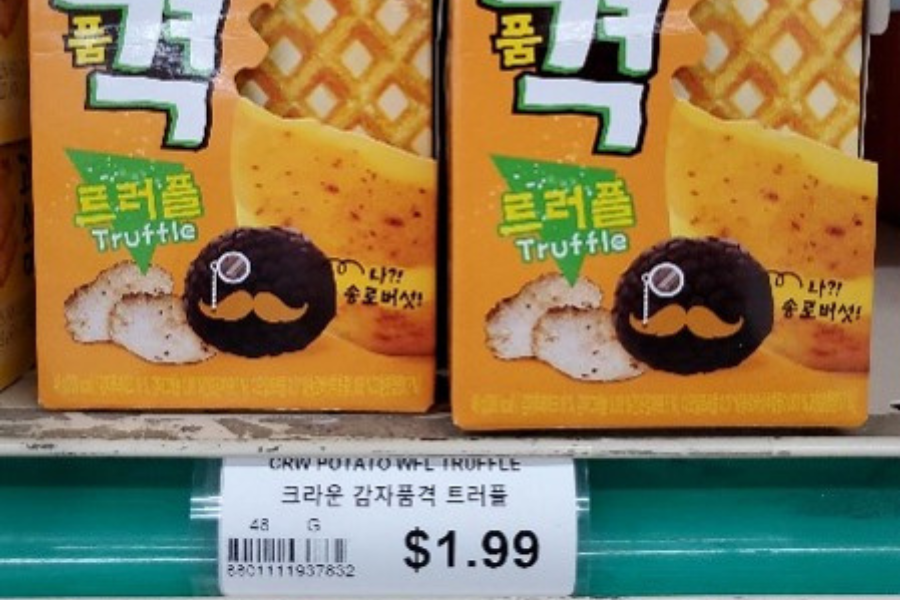 품
격
트러플
Truffle
나?!
송로버섯!
품
격
트러플
Truffle
나?!
송로버섯!
CRW POTATO WFL TRUFFLE
크라운 감자품격 트러플
48 G
$1.99
8801111937832